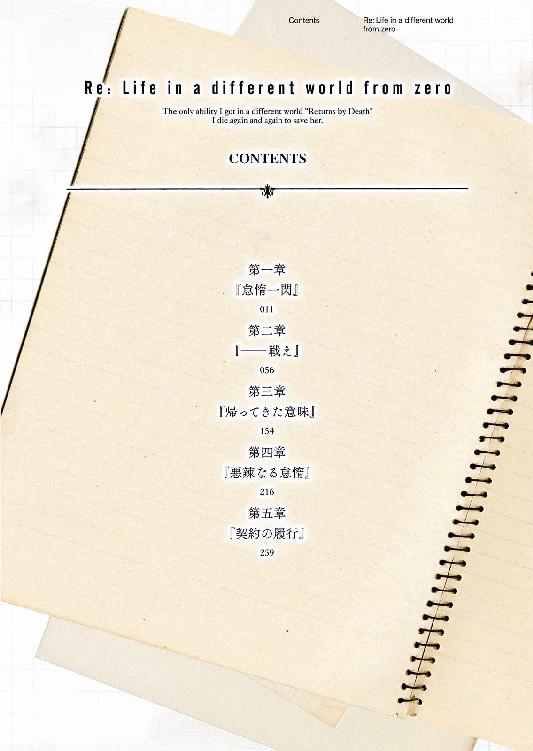 Contents
Re: Life in a different world
from zero
Re: Life in a different world from zero
The only ability I got in a different world "Returns by Death"
I die again and again to save her.
CONTENTS
第一章
『怠惰一閃』
011
第二章
『――戦え』
056
第三章
『帰ってきた意味』
154
第四章
『悪辣なる怠惰』
216
第五章
『契約の履行』
259